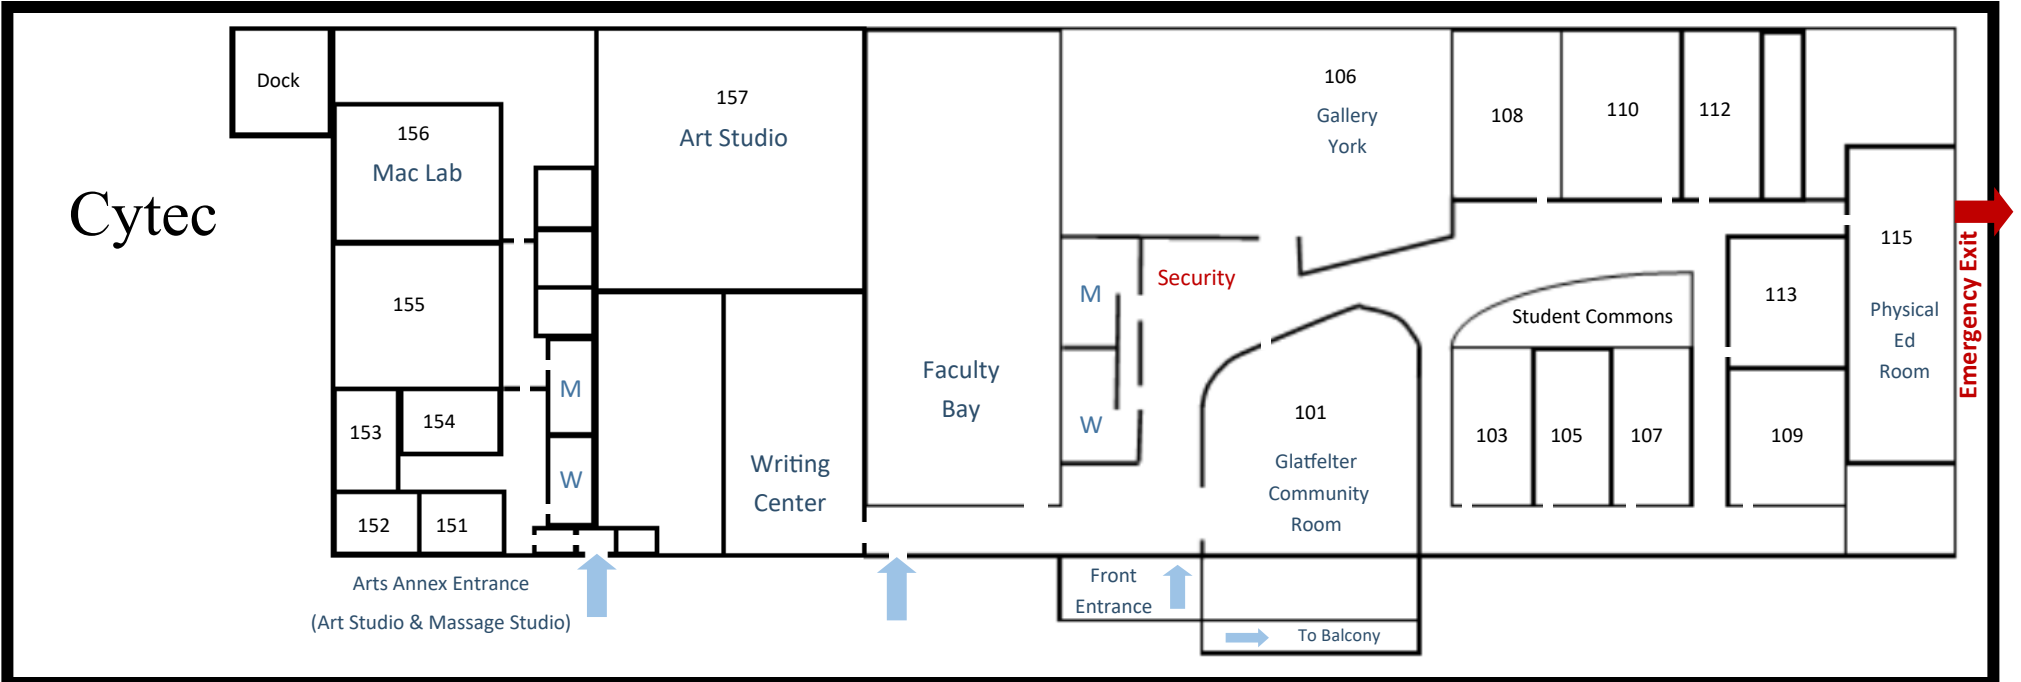 Dock
156
Mac Lab
Cytec
155
153
154
152
151
M
W
157
Art Studio
Writing
Center
Faculty
Bay
106
Gallery
York
Security
M
W
101
Glatfelter
Community
Room
108
110
112
Student Commons
103
105
107
113
109
115
Physical
Ed
Room
Emergency Exit
Arts Annex Entrance
(Art Studio & Massage Studio)
Front
Entrance
To Balcony